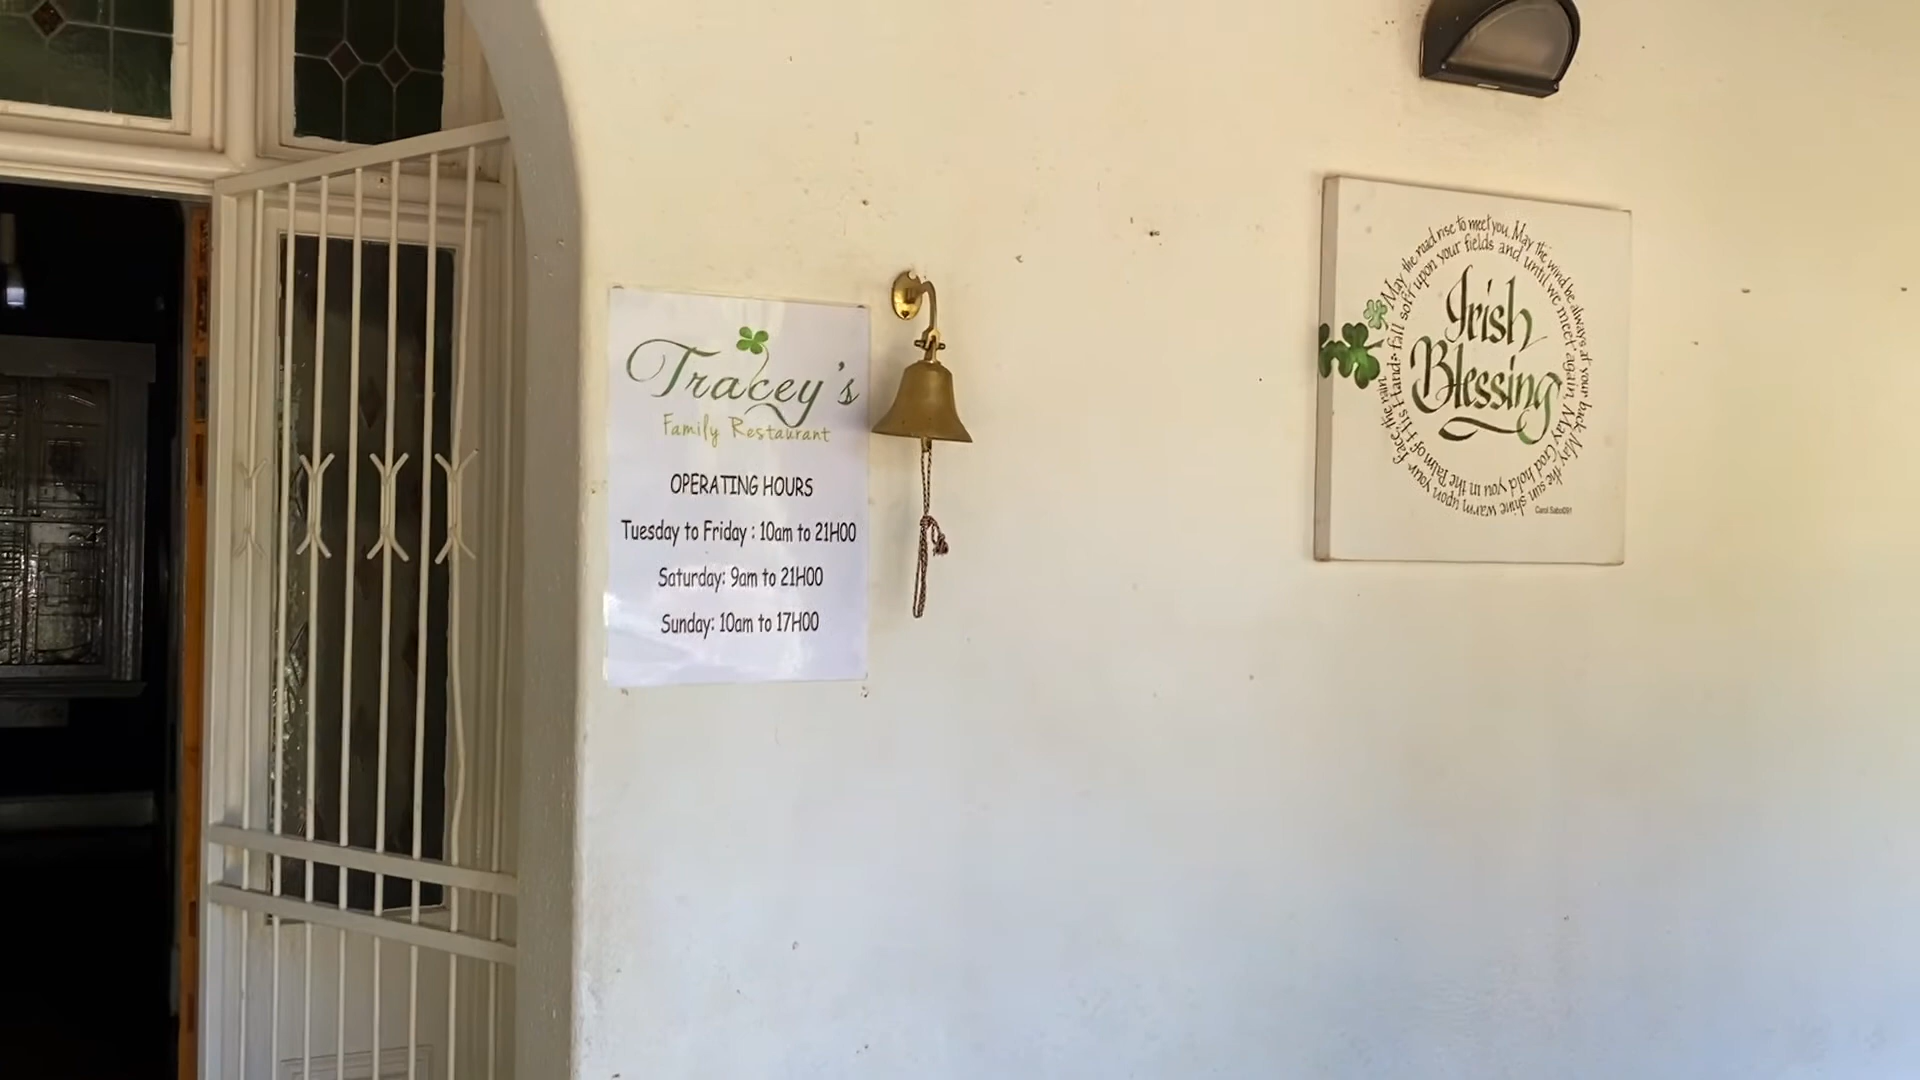 Tracey's
Family Restaurant
OPERATING HOURS
Tuesday to Friday : 10am to 21H00
Saturday: 9am to 21H00
Sunday: 10am to 17H00
May the road rise to meet you. May the wind be always at your back. May the sun shine warm upon your face, the rain
fall soft upon your fields and until we meet again, May God hold you in the Palm of His Hand.
Irish
Blessing